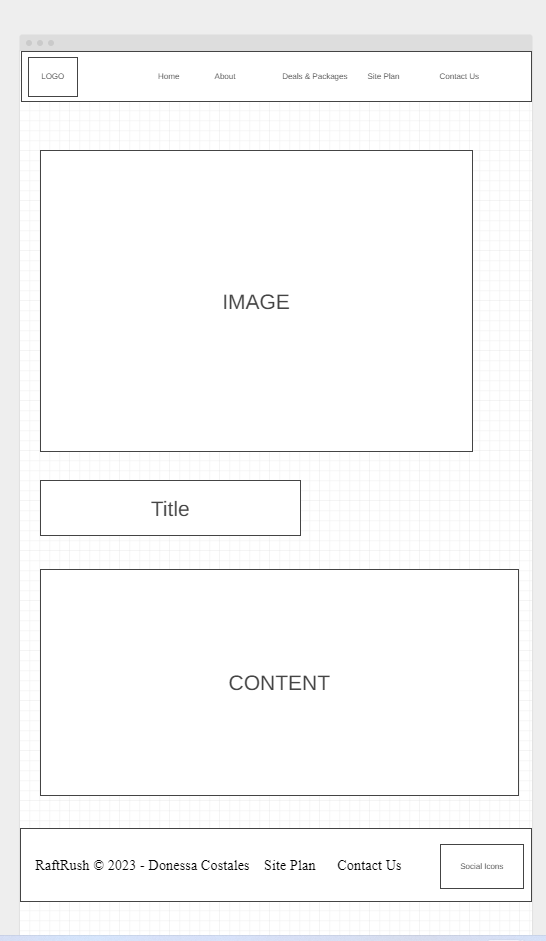 LOGO Home About Deals & Packages Site Plan Contact Us
IMAGE
Title
CONTENT
RaftRush © 2023 - Donessa Costales Site Plan Contact Us Social Icons